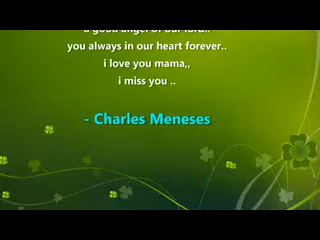 a good angel of our lord..
you always in our heart forever..
i love you mama,,
i miss you ..
- Charles Meneses